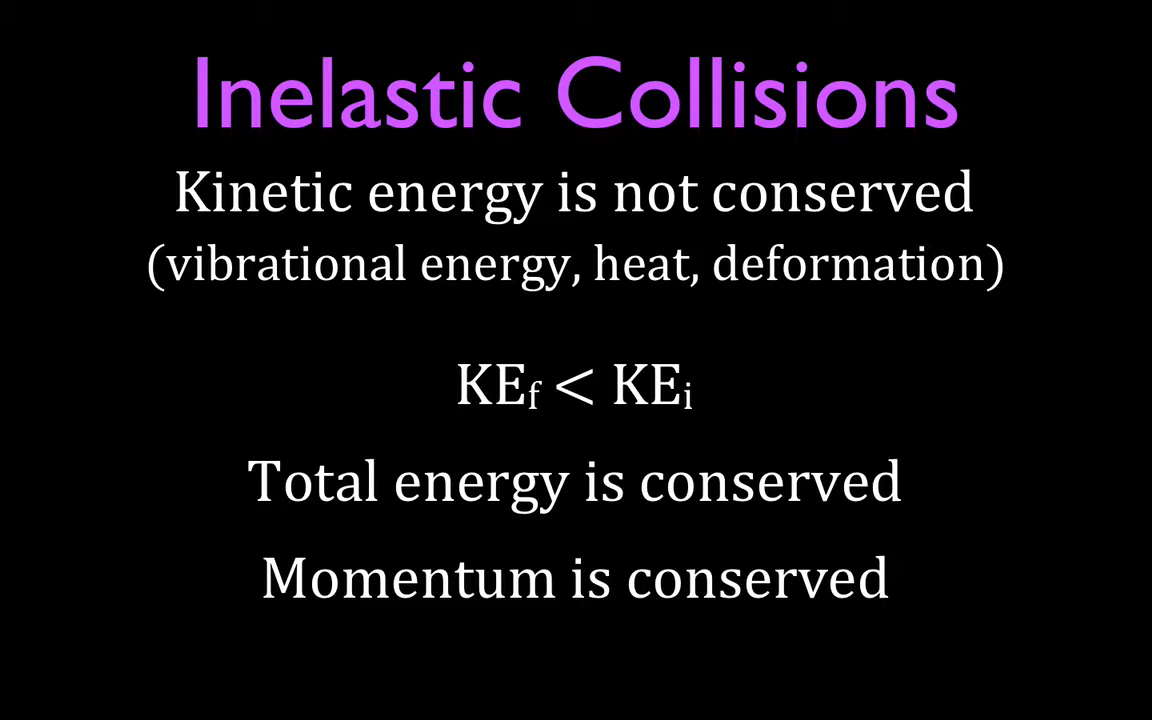 Inelastic Collisions
Kinetic energy is not conserved
(vibrational energy, heat, deformation)
KEf < KEi
Total energy is conserved
Momentum is conserved